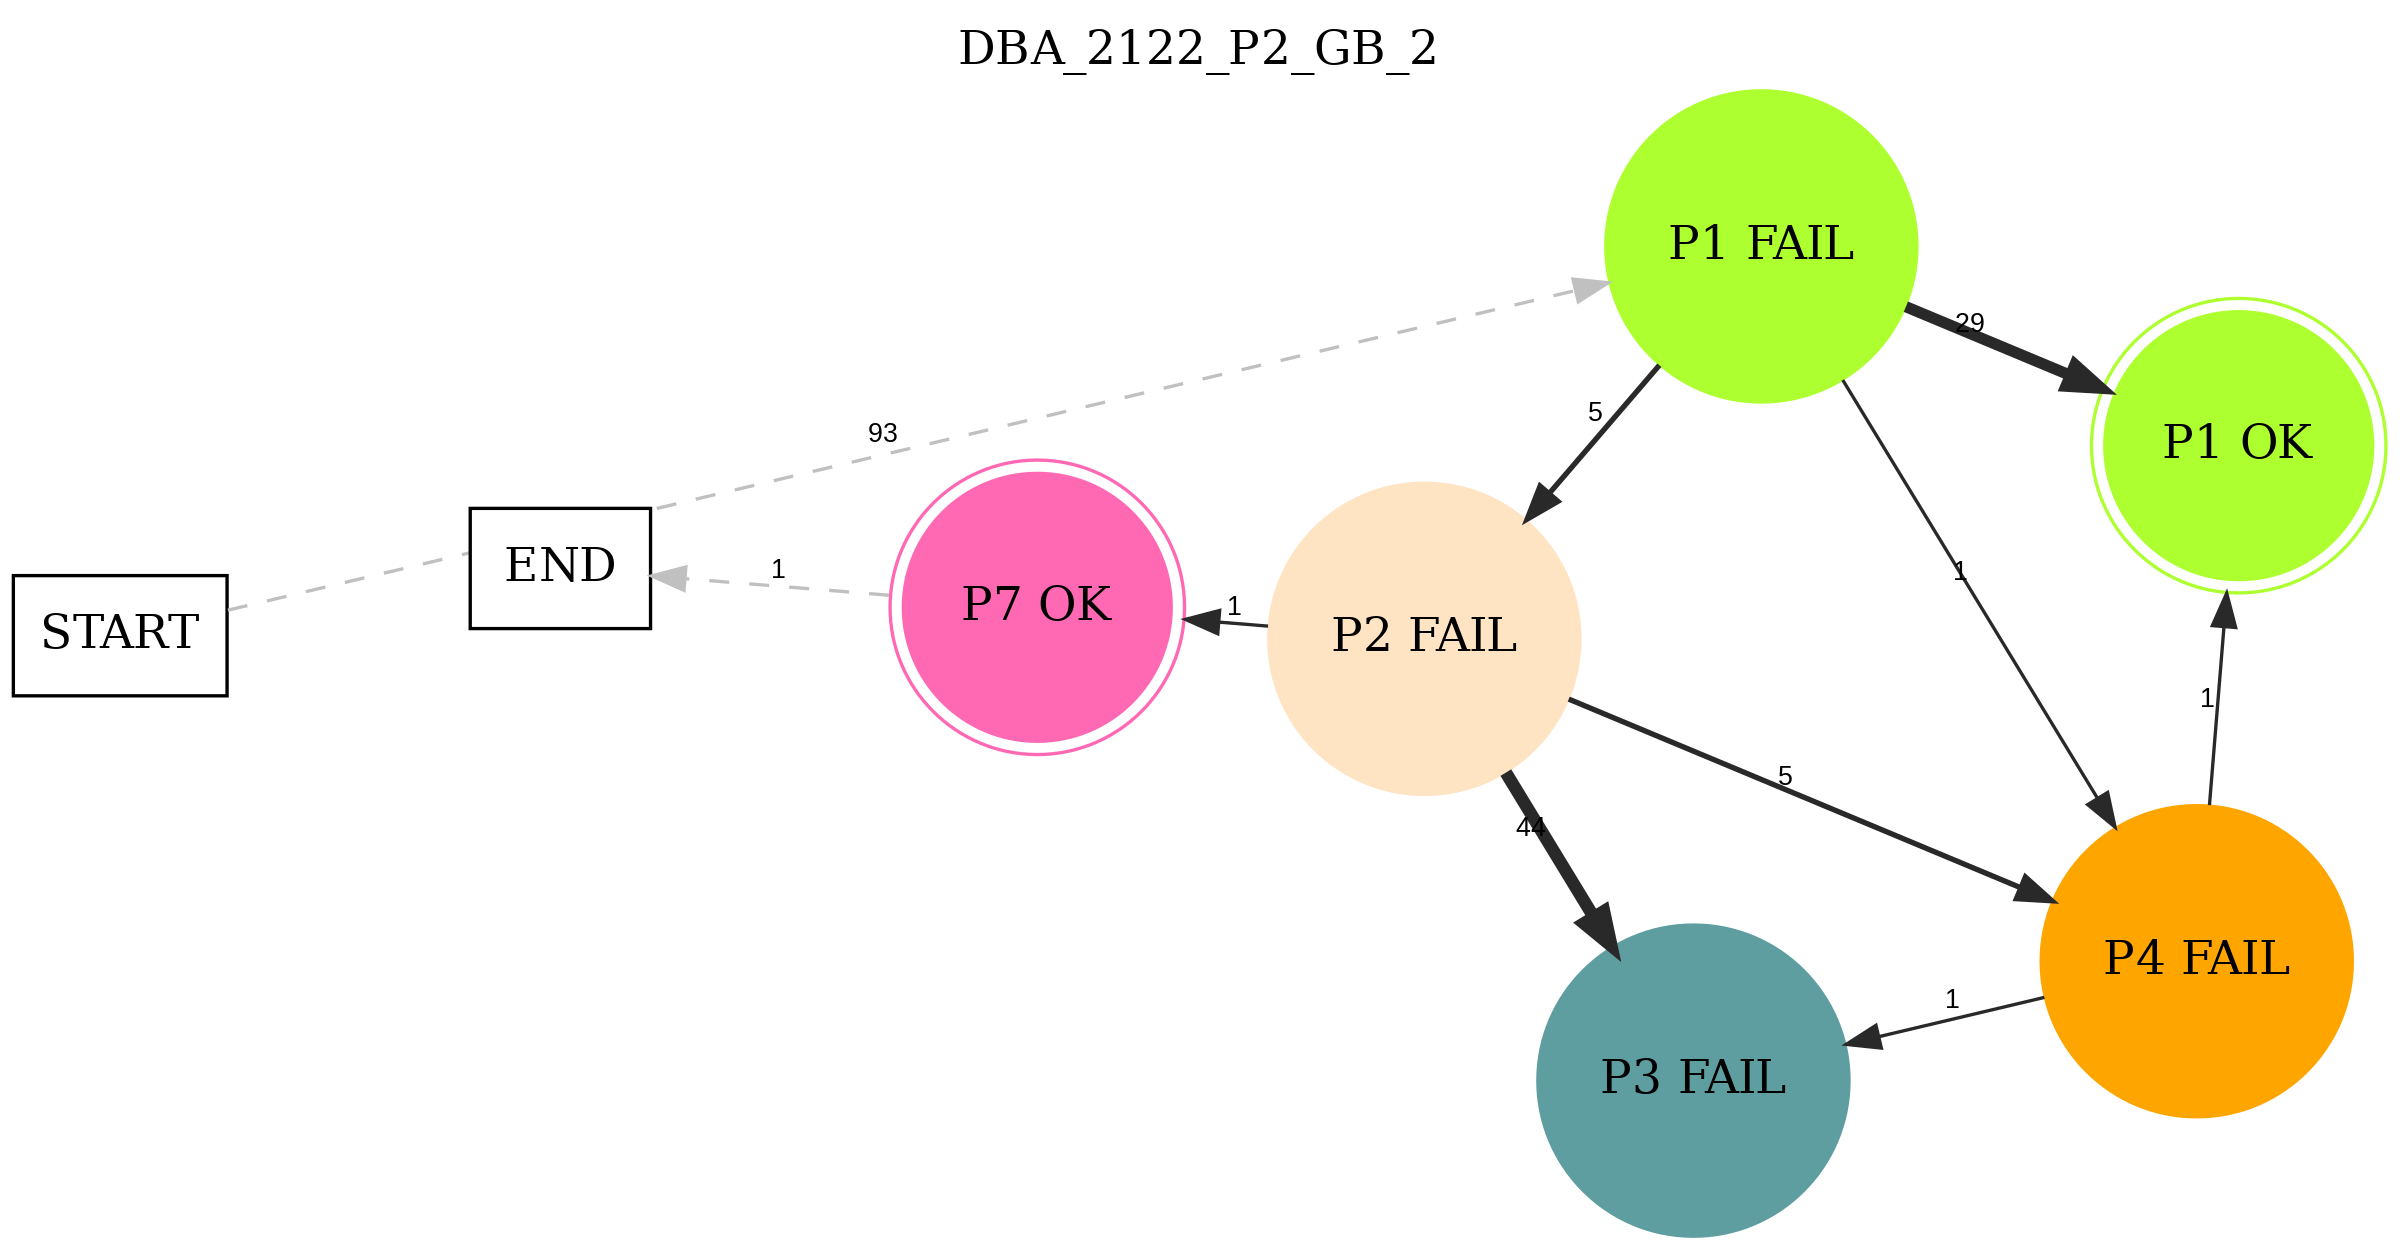 DBA_2122_P2_GB_2
P1 FAIL
29
P1 OK
5
93
1
END
1
P7 OK
1
P2 FAIL
START
1
5
44
P4 FAIL
1
P3 FAIL